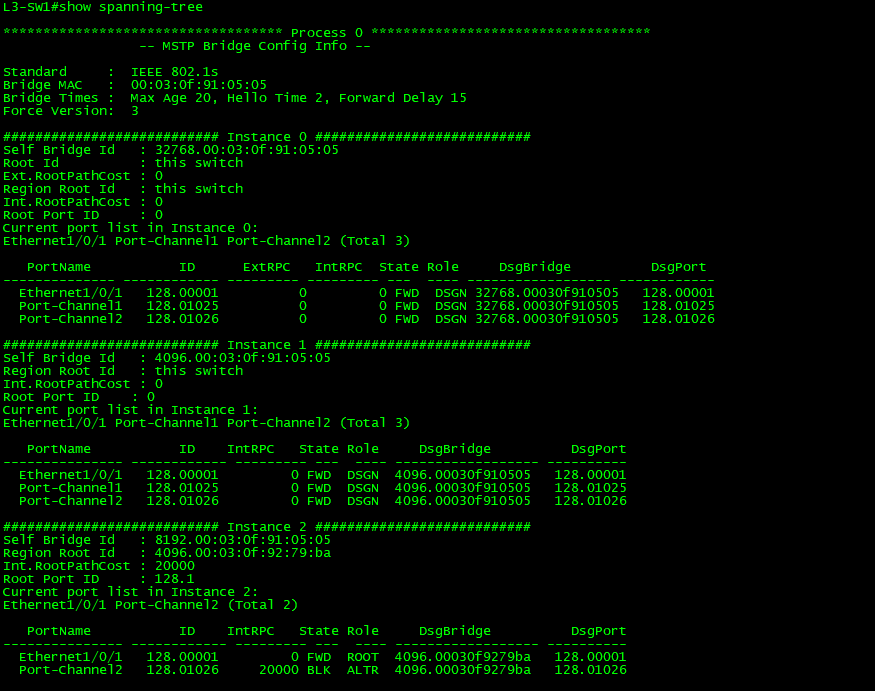 L3-SW1#show spanning-tree
*********************************** Process 0 ***********************************
-- MSTP Bridge Config Info --
Standard     :  IEEE 802.1s
Bridge MAC   :  00:03:0f:91:05:05
Bridge Times :  Max Age 20, Hello Time 2, Forward Delay 15
Force Version:  3
########################### Instance 0 ###########################
Self Bridge Id   : 32768.00:03:0f:91:05:05
Root Id          : this switch
Ext.RootPathCost : 0
Region Root Id   : this switch
Int.RootPathCost : 0
Root Port ID     : 0
Current port list in Instance 0:
Ethernet1/0/1 Port-Channel1 Port-Channel2 (Total 3)
   PortName           ID      ExtRPC   IntRPC  State Role     DsgBridge          DsgPort
-------------- ------------ --------- --------- ---  ---- ------------------ ------------
  Ethernet1/0/1   128.00001          0         0 FWD  DSGN 32768.00030f910505   128.00001
  Port-Channel1   128.01025          0         0 FWD  DSGN 32768.00030f910505   128.01025
  Port-Channel2   128.01026          0         0 FWD  DSGN 32768.00030f910505   128.01026
########################### Instance 1 ###########################
Self Bridge Id   : 4096.00:03:0f:91:05:05
Region Root Id   : this switch
Int.RootPathCost : 0
Root Port ID    : 0
Current port list in Instance 1:
Ethernet1/0/1 Port-Channel1 Port-Channel2 (Total 3)
   PortName           ID    IntRPC   State Role     DsgBridge          DsgPort
--------------- ------------ --------- ---  ---- ------------------ ----------
  Ethernet1/0/1   128.00001         0 FWD  DSGN  4096.00030f910505   128.00001
  Port-Channel1   128.01025         0 FWD  DSGN  4096.00030f910505   128.01025
  Port-Channel2   128.01026         0 FWD  DSGN  4096.00030f910505   128.01026
########################### Instance 2 ###########################
Self Bridge Id   : 8192.00:03:0f:91:05:05
Region Root Id   : 4096.00:03:0f:92:79:ba
Int.RootPathCost : 20000
Root Port ID     : 128.1
Current port list in Instance 2:
Ethernet1/0/1 Port-Channel2 (Total 2)
   PortName           ID    IntRPC   State Role     DsgBridge          DsgPort
--------------- ------------ --------- ---  ---- ------------------ ----------
  Ethernet1/0/1   128.00001         0 FWD  ROOT  4096.00030f9279ba   128.00001
  Port-Channel2   128.01026     20000 BLK  ALTR  4096.00030f9279ba   128.01026